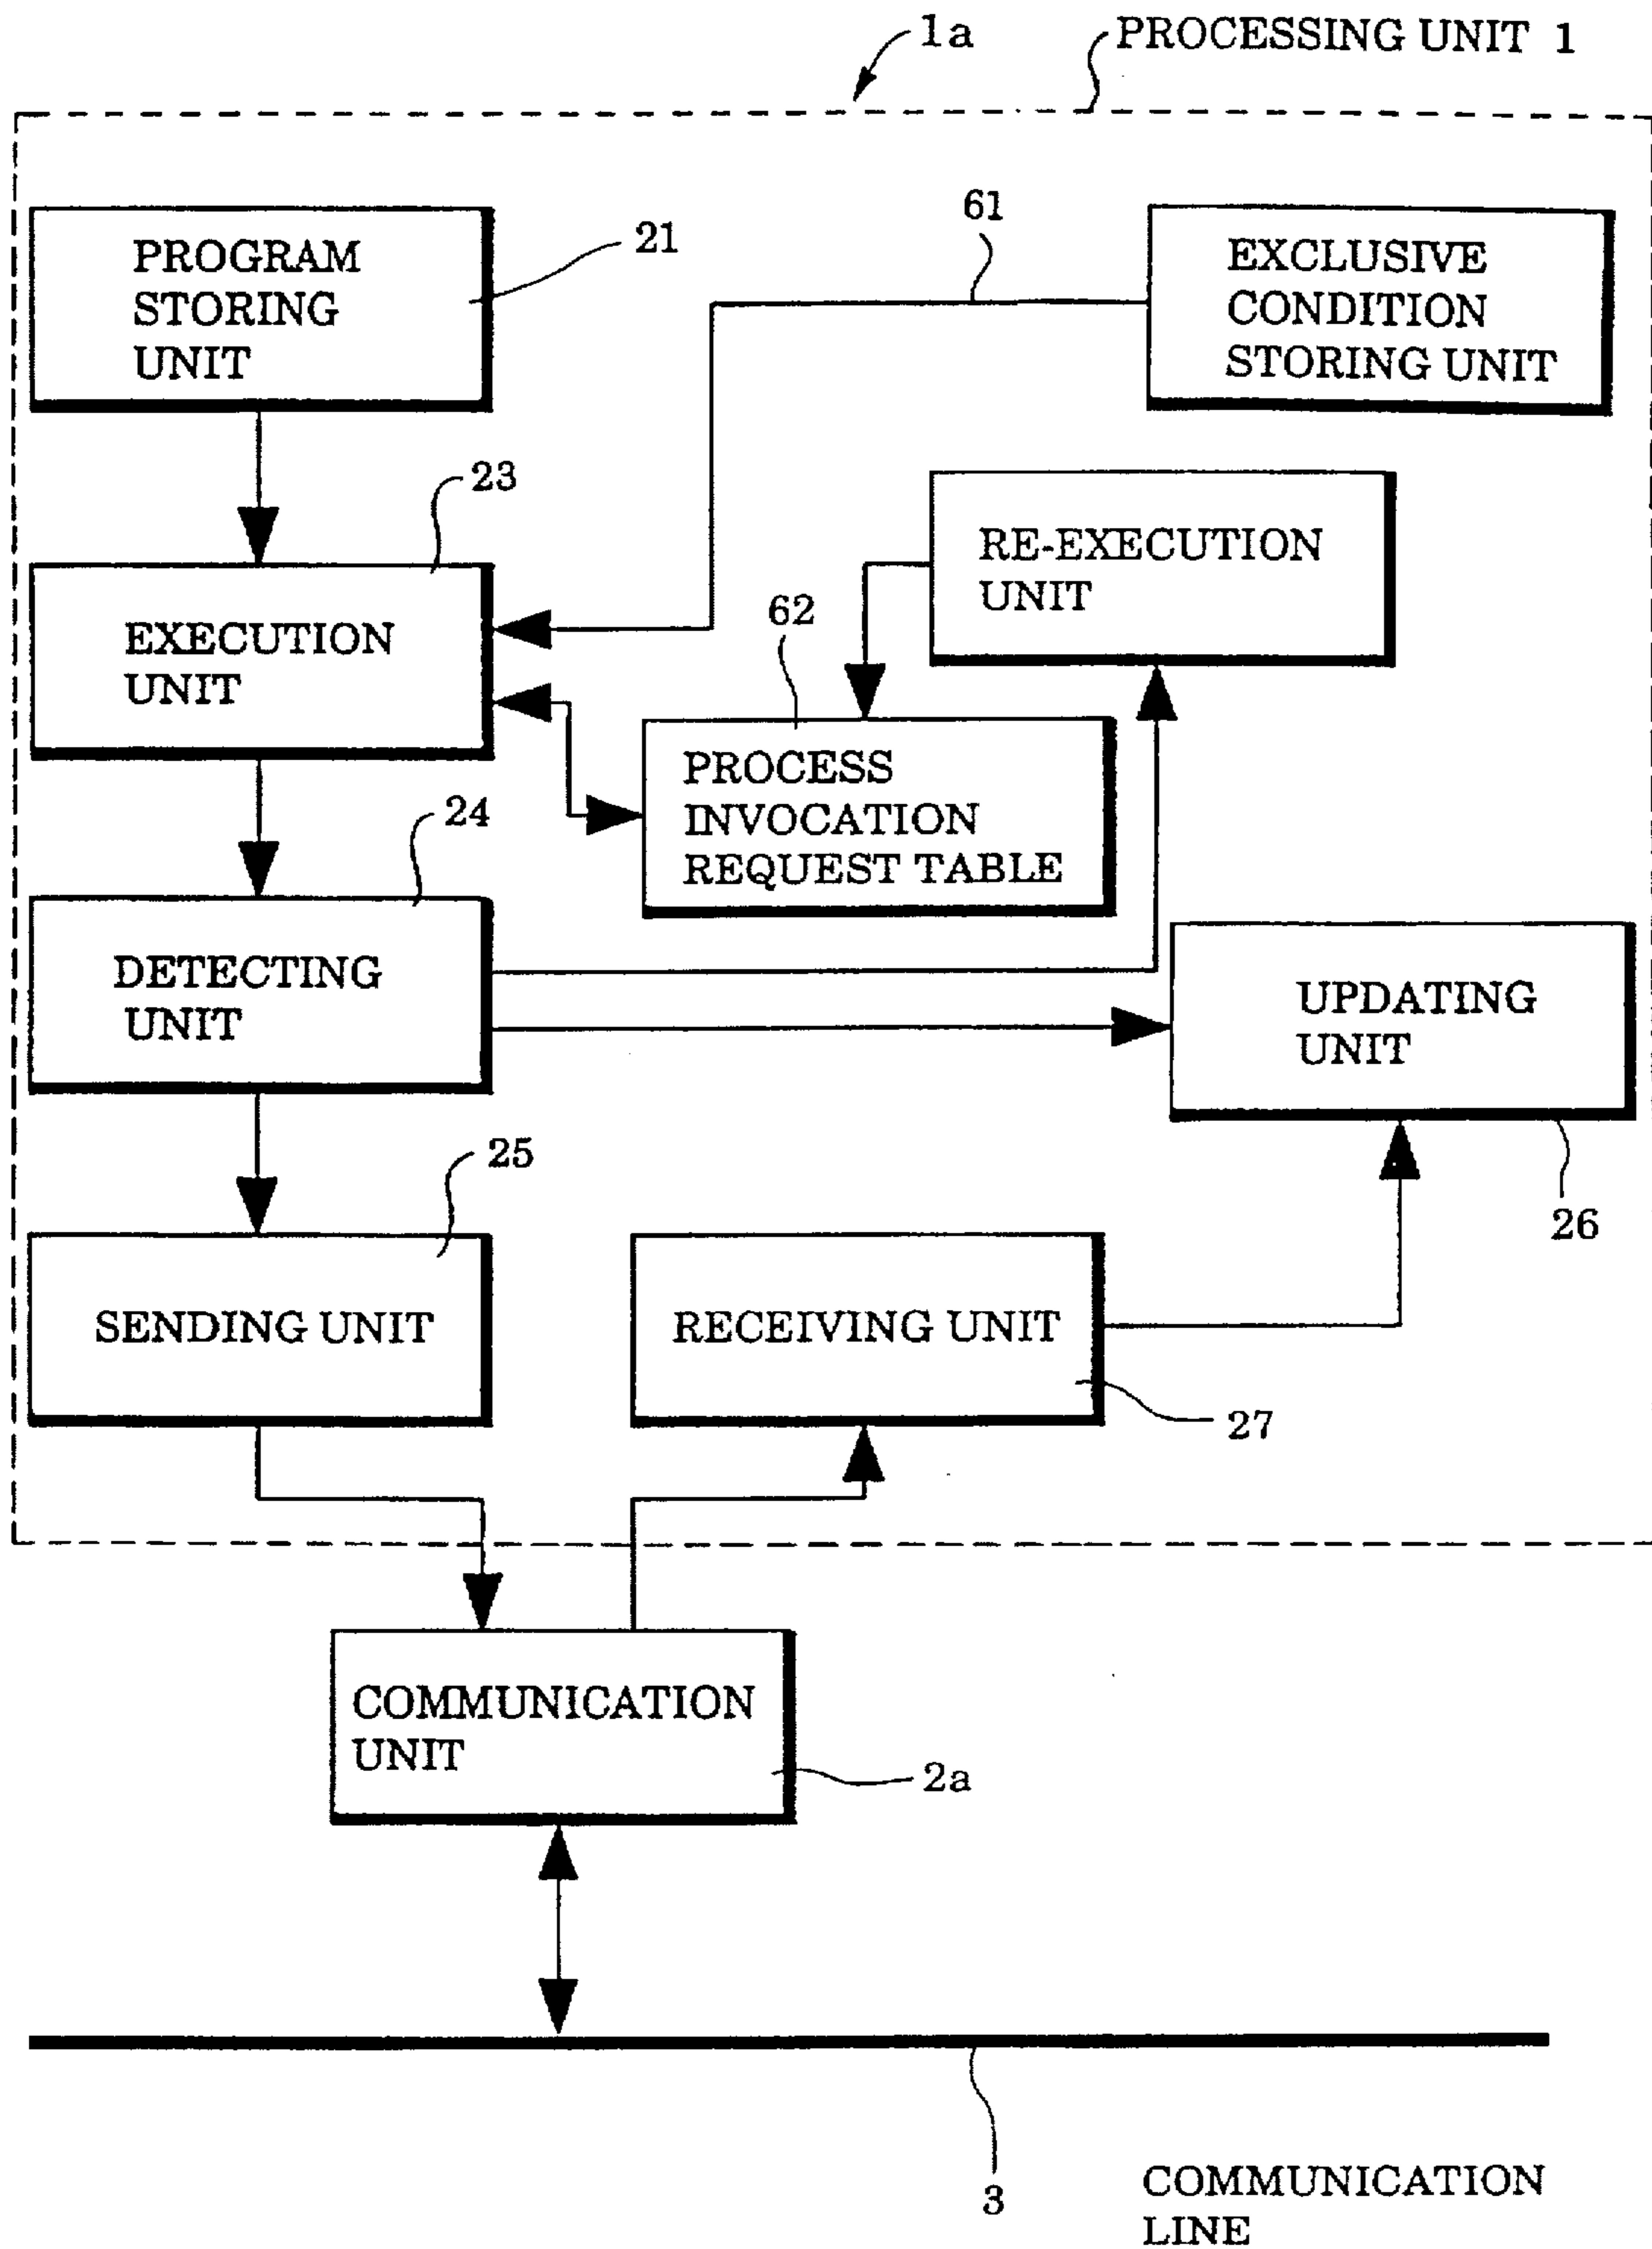 1a
PROCESSING UNIT 1
PROGRAM
STORING
UNIT
21
61
EXCLUSIVE
CONDITION
STORING UNIT
23
EXECUTION
UNIT
RE-EXECUTION
UNIT
62
PROCESS
INVOCATION
REQUEST TABLE
24
DETECTING
UNIT
UPDATING
UNIT
26
25
SENDING UNIT
RECEIVING UNIT
27
COMMUNICATION
UNIT
2a
3
COMMUNICATION
LINE